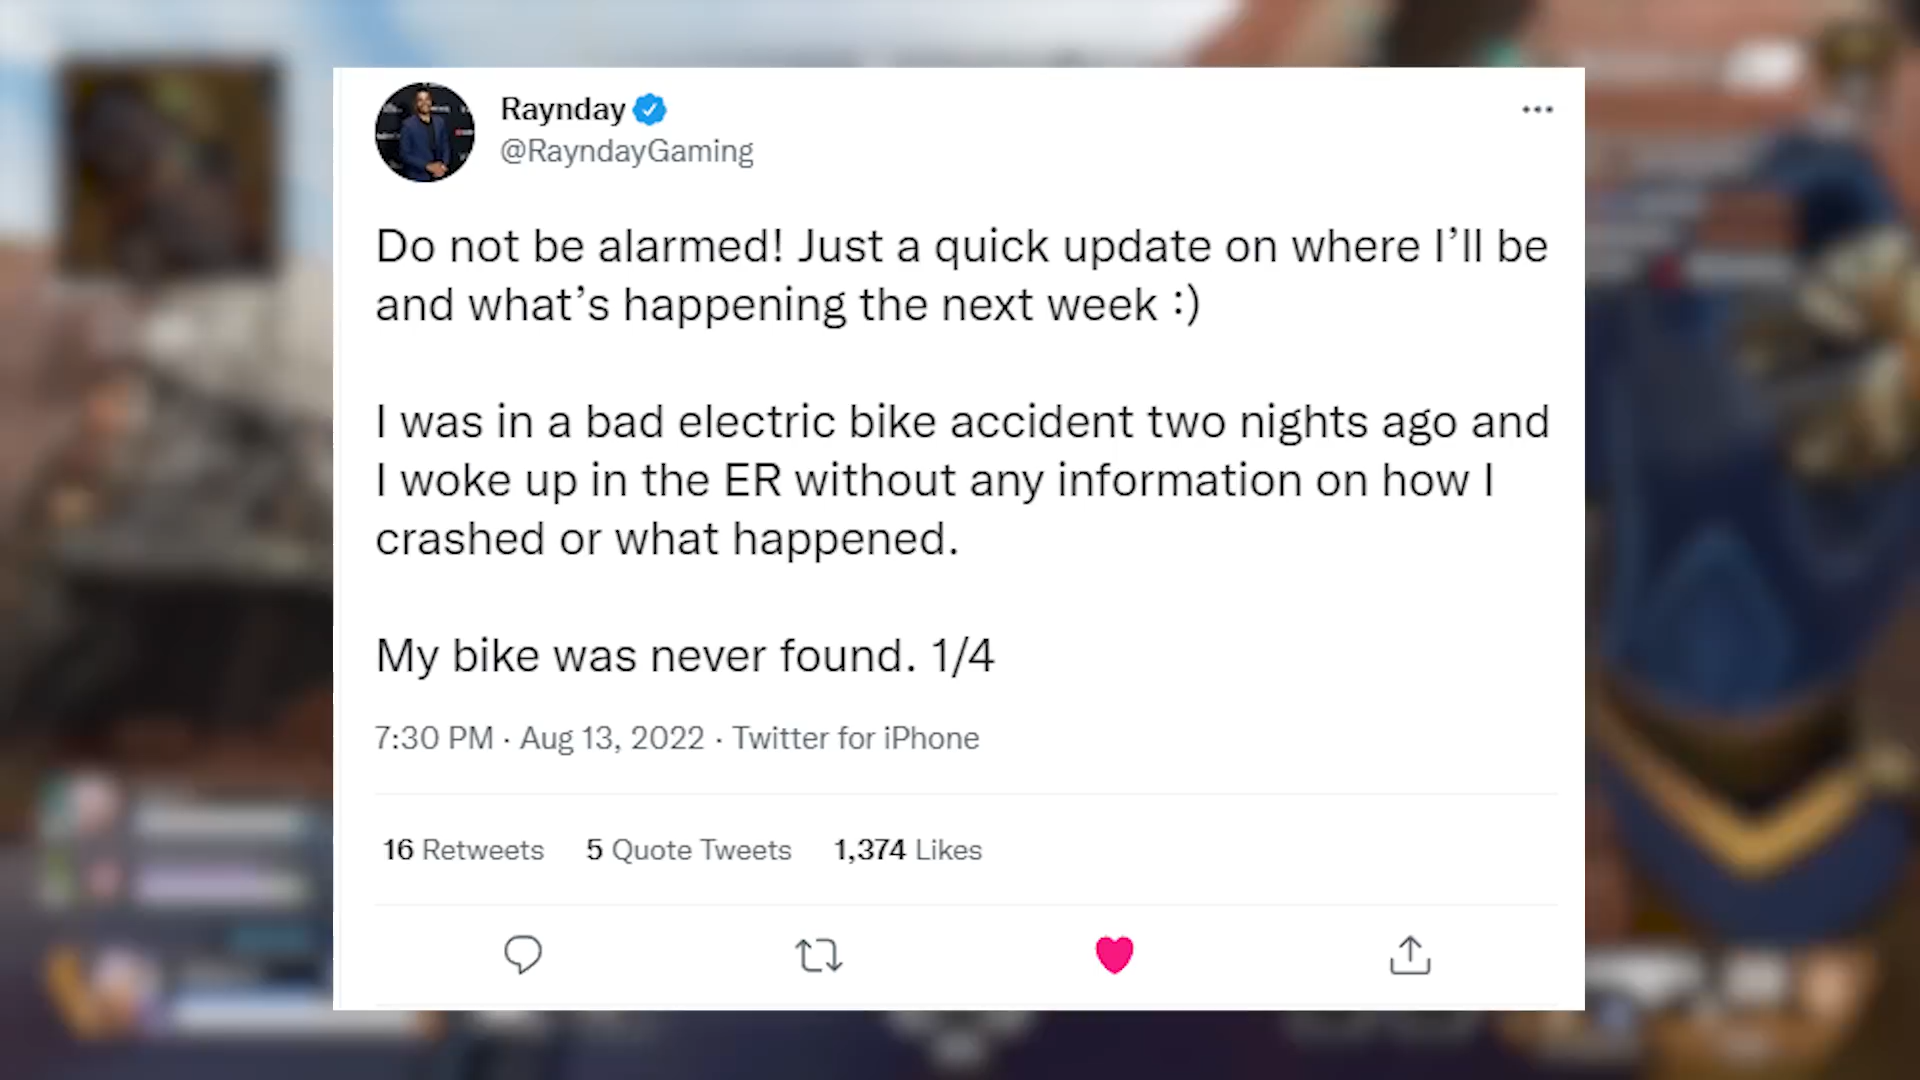 Raynday
@RayndayGaming
Do not be alarmed! Just a quick update on where I’ll be
and what’s happening the next week :)
I was in a bad electric bike accident two nights ago and
I woke up in the ER without any information on how I
crashed or what happened.
My bike was never found. 1/4
7:30 PM · Aug 13, 2022 · Twitter for iPhone
16 Retweets 5 Quote Tweets 1,374 Likes